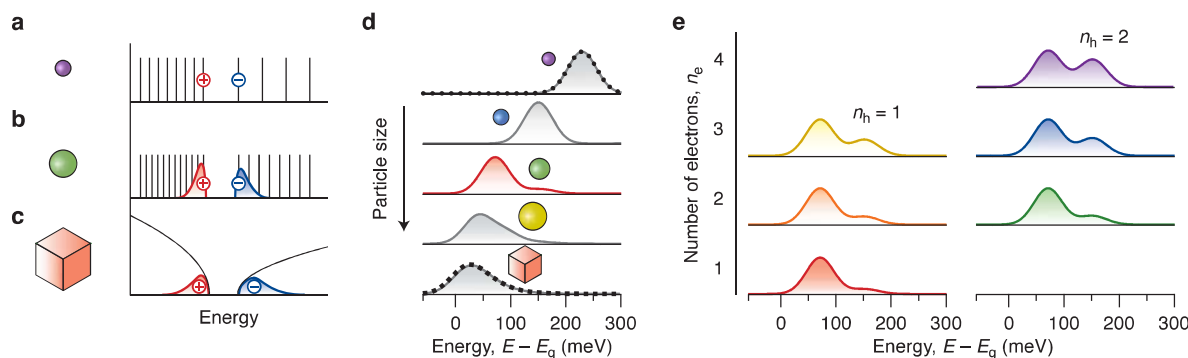 a
b
c
+
−
+
−
+
−
Energy
d
Particle size
0 100 200 300
Energy, E – Eg (meV)
e
Number of electrons, ne
4
3
2
1
nh = 1
nh = 2
0 100 200 300
0 100 200 300
Energy, E – Eg (meV)